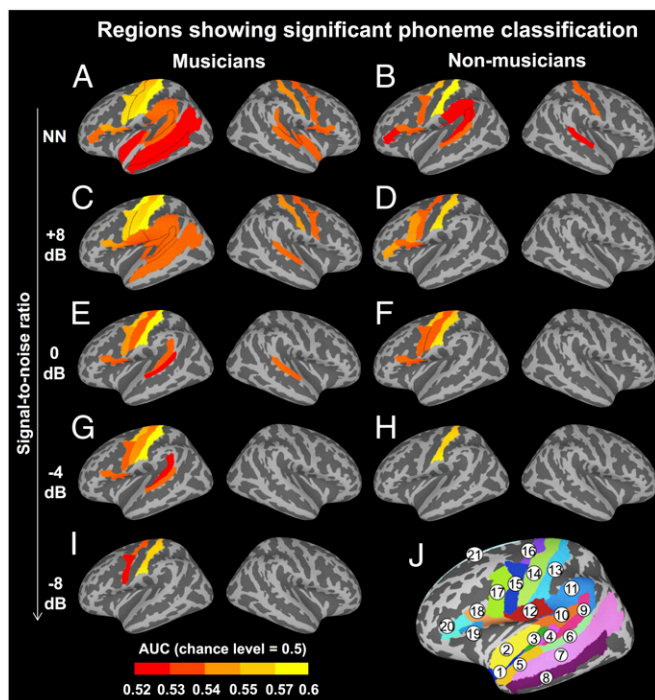 Regions showing significant phoneme classification
Musicians
Non-musicians
Signal-to-noise ratio
A
B
NN
C
D
+8
dB
E
F
0
dB
G
H
-4
dB
I
-8
dB
AUC (chance level = 0.5)
0.52 0.53 0.54 0.55 0.57 0.6
J
21
16
15
14
13
17
11
18
12
10
9
20
19
3
4
6
2
7
5
1
8